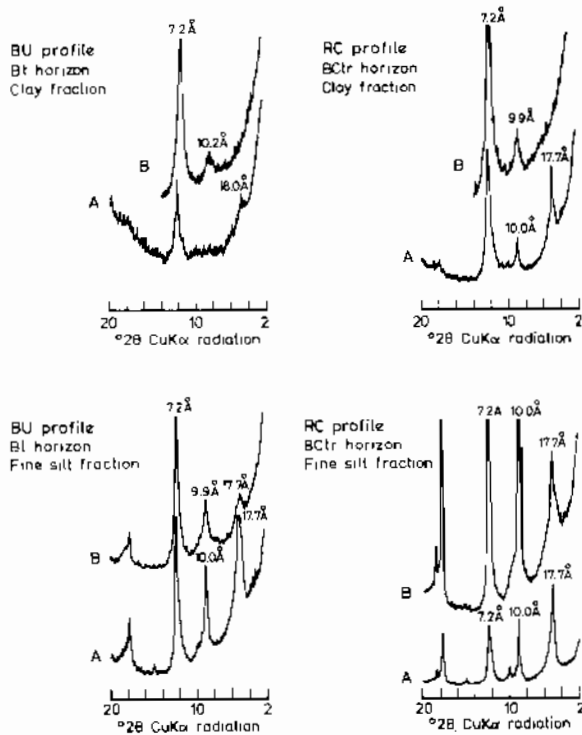 BU profile
Bt horizon
Clay fraction
7.2Å
10.2Å
18.0Å
B
A
20 10 2
°2θ CuKα radiation
RC profile
BCtr horizon
Clay fraction
7.2Å
9.9Å
17.7Å
B
10.0Å
A
20 10 2
°2θ CuKα radiation
BU profile
Bt horizon
Fine silt fraction
7.2Å
9.9Å 17.7Å
17.7Å
B
10.0Å
A
20 10 2
°2θ CuKα radiation
RC profile
BCtr horizon
Fine silt fraction
7.2A 10.0Å
17.7Å
B
17.7Å
7.2Å 10.0Å
A
20 10 2
°2θ, CuKα radiation